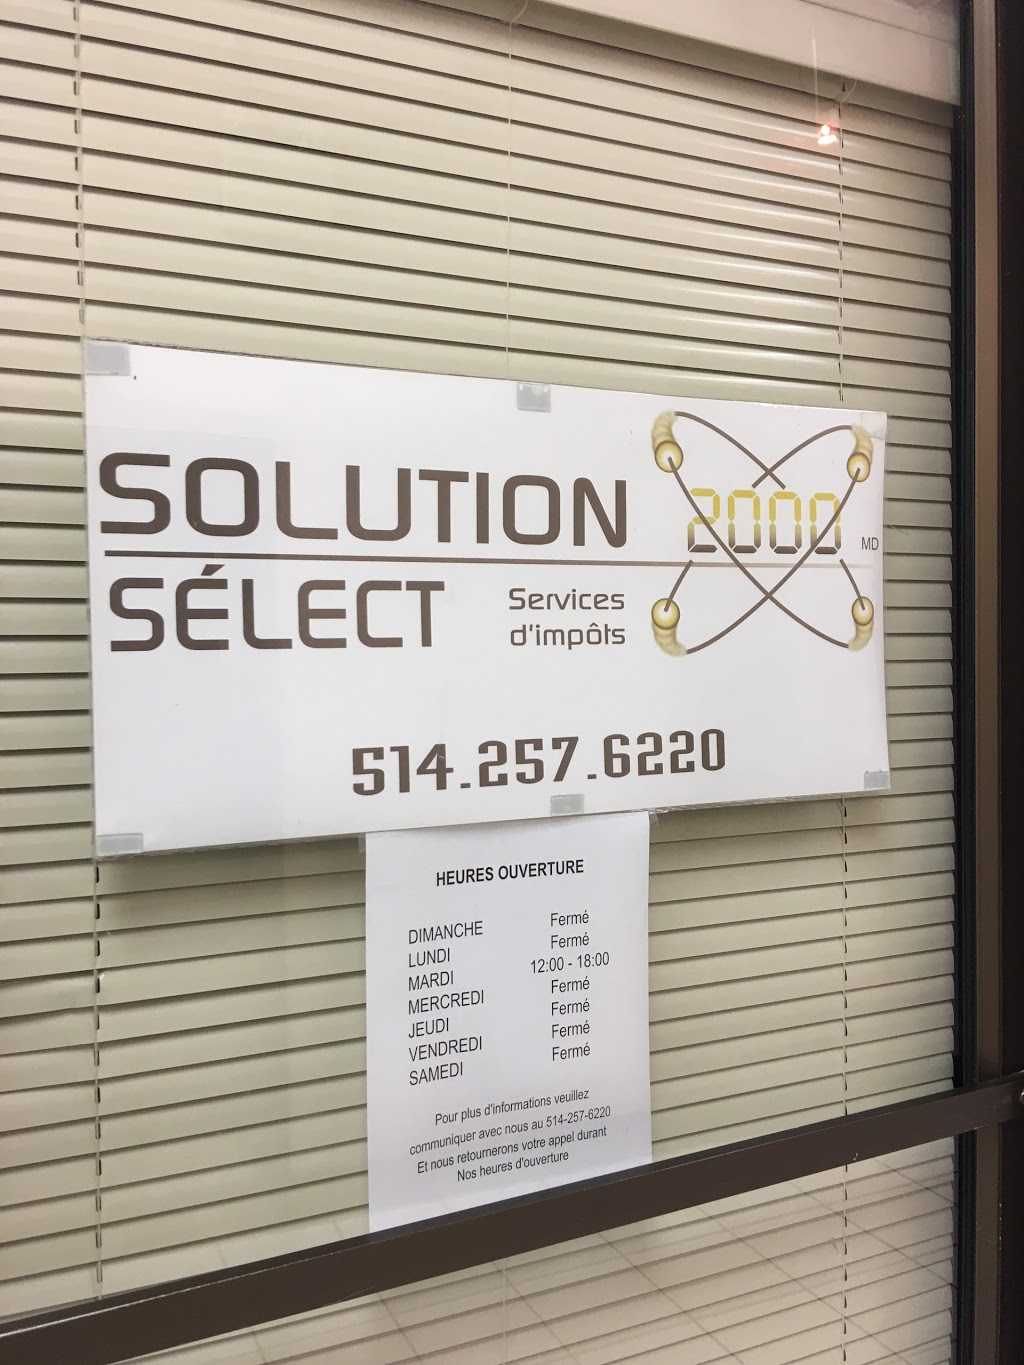 SOLUTION 2000 MD
SÉLECT
Services
d'impôts
514.257.6220
HEURES OUVERTURE
DIMANCHE Fermé
LUNDI Fermé
MARDI 12:00 - 18:00
MERCREDI Fermé
JEUDI Fermé
VENDREDI Fermé
SAMEDI Fermé
Pour plus d'informations veuillez
communiquer avec nous au 514-257-6220
Et nous retournerons votre appel durant
Nos heures d'ouverture